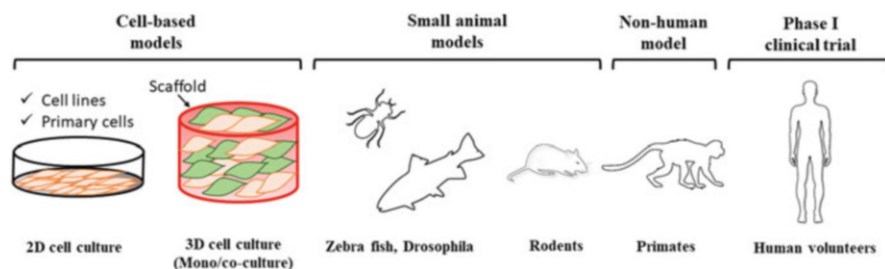 Cell-based
models
Small animal
models
Non-human
model
Phase I
clinical trial
✓ Cell lines
✓ Primary cells
Scaffold
2D cell culture
3D cell culture
(Mono/co-culture)
Zebra fish, Drosophila
Rodents
Primates
Human volunteers